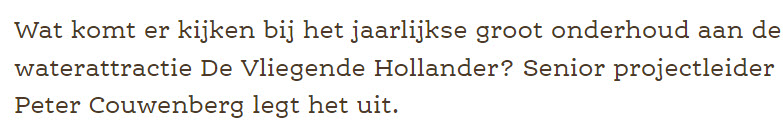 Wat komt er kijken bij het jaarlijkse groot onderhoud aan de
waterattractie De Vliegende Hollander? Senior projectleider
Peter Couwenberg legt het uit.